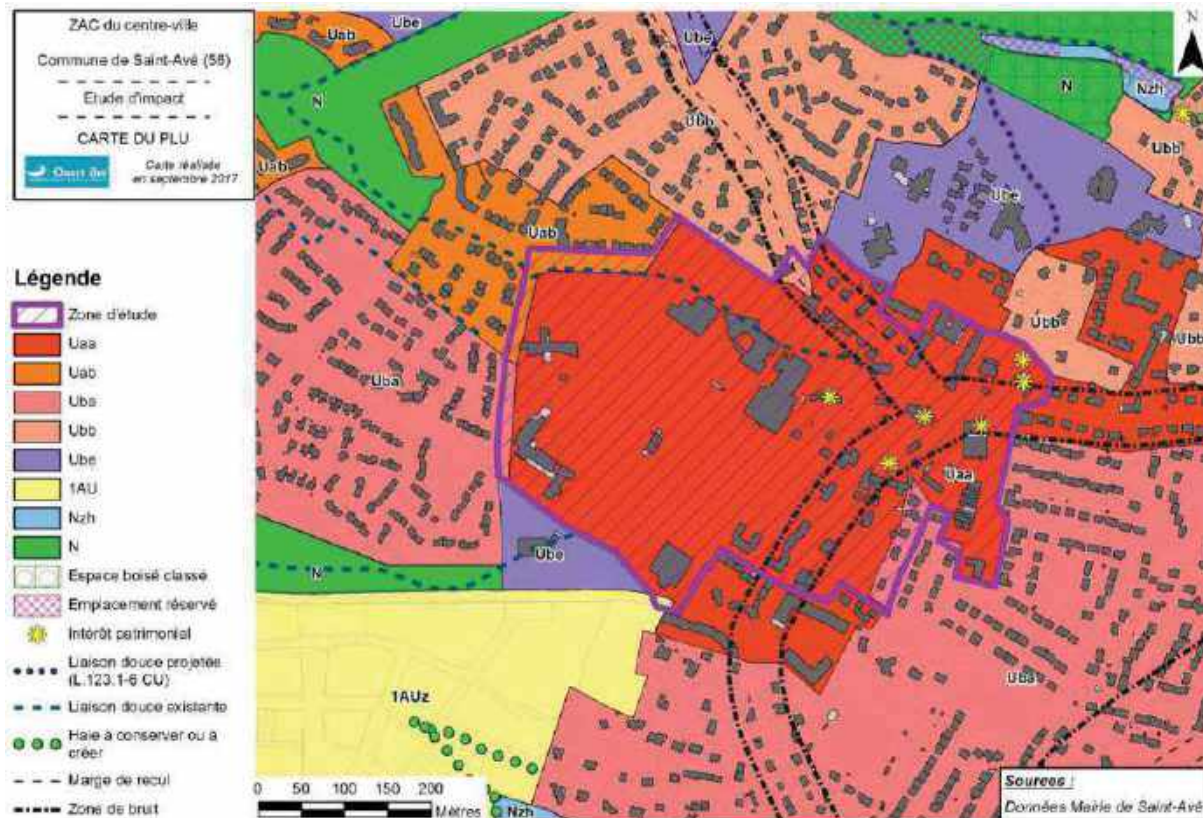 ZAC du centre-ville
Commune de Saint-Avé (56)
Etude d'impact
CARTE DU PLU
Carte réalisée
en septembre 2017
Légende
Zone d'étude
Uaa
Uab
Uba
Ubb
Ube
1AU
Nzh
N
Espace boisé classé
Emplacement réservé
Intérêt patrimonial
Liaison douce projetée
(L.123.1-6 CU)
Liaison douce existante
Haie à conserver ou à
créer
Marge de recul
Zone de bruit
Uab
Ube
Ube
N
N
N
Nzh
Ubb
Ubb
Uab
Ube
Uab
Ubb
Ubb
Uba
Uaa
Ube
N
Uba
1AUz
0 50 100 150 200
Mètres
Nzh
Sources :
Données Mairie de Saint-Avé